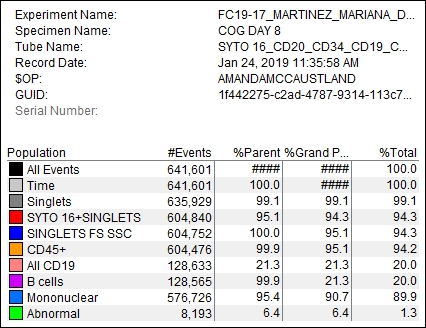 Experiment Name: FC19-17_MARTINEZ_MARIANA_D...
Specimen Name: COG DAY 8
Tube Name: SYTO 16_CD20_CD34_CD19_C...
Record Date: Jan 24, 2019 11:35:58 AM
$OP: AMANDAMCCAUSTLAND
GUID: 1f442275-c2ad-4787-9314-113c7...
Serial Number:
Population #Events %Parent %Grand P... %Total
All Events 641,601 #### #### 100.0
Time 641,601 100.0 #### 100.0
Singlets 635,929 99.1 99.1 99.1
SYTO 16+SINGLETS 604,840 95.1 94.3 94.3
SINGLETS FS SSC 604,752 100.0 95.1 94.3
CD45+ 604,476 99.9 95.1 94.2
All CD19 128,633 21.3 21.3 20.0
B cells 128,565 99.9 21.3 20.0
Mononuclear 576,726 95.4 90.7 89.9
Abnormal 8,193 6.4 6.4 1.3